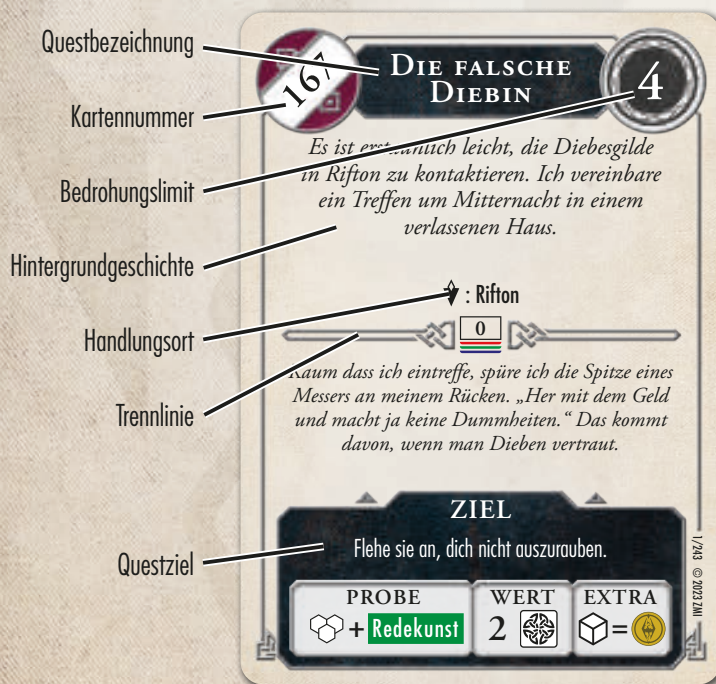 Questbezeichnung
Kartennummer
Bedrohungslimit
Hintergrundgeschichte
Handlungsort
Trennlinie
Questziel
167
Die falsche
Diebin
4
Es ist erstaunlich leicht, die Diebesgilde
in Rifton zu kontaktieren. Ich vereinbare
ein Treffen um Mitternacht in einem
verlassenen Haus.
: Rifton
0
Kaum dass ich eintreffe, spüre ich die Spitze eines
Messers an meinem Rücken. „Her mit dem Geld
und macht ja keine Dummheiten.“ Das kommt
davon, wenn man Dieben vertraut.
ZIEL
Flehe sie an, dich nicht auszurauben.
PROBE
+ Redekunst
WERT
2
EXTRA
=
1/243 © 2023 ZMI